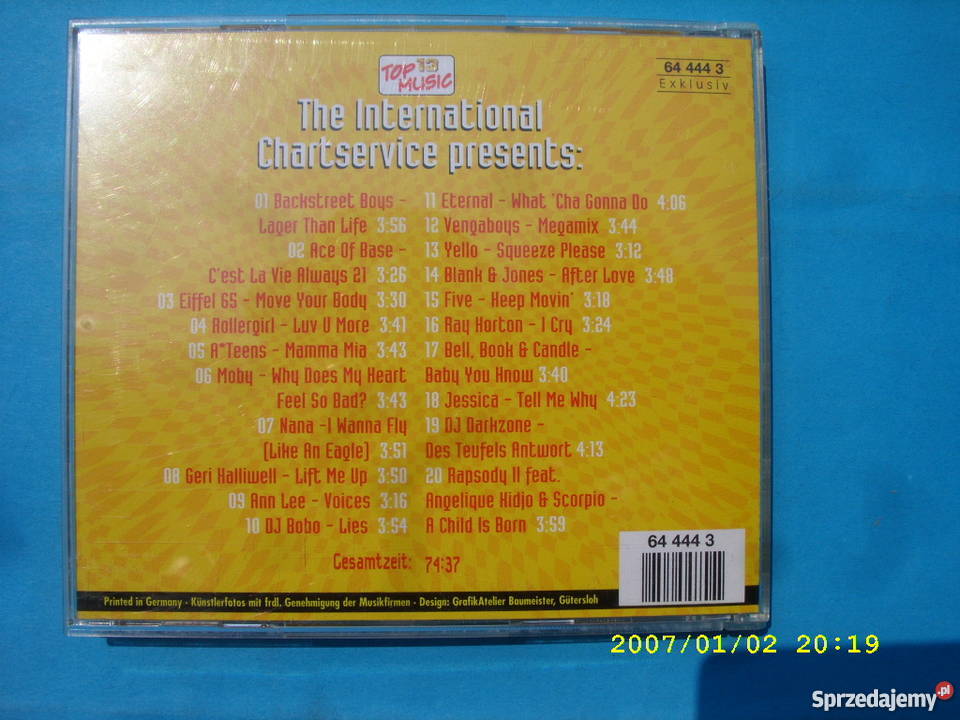 TOP 13 MUSIC
64 444 3
Exklusiv
The International
Chartservice presents:
01 Backstreet Boys -
Lager Than Life 3:56
02 Ace Of Base -
C'est La Vie Always 21 3:26
03 Eiffel 65 - Move Your Body 3:30
04 Rollergirl - Luv U More 3:41
05 A*Teens - Mamma Mia 3:43
06 Moby - Why Does My Heart
Feel So Bad? 3:43
07 Nana -I Wanna Fly
(Like An Eagle) 3:51
08 Geri Halliwell - Lift Me Up 3:50
09 Ann Lee - Voices 3:16
10 DJ Bobo - Lies 3:54
11 Eternal - What 'Cha Gonna Do 4:06
12 Vengaboys - Megamix 3:44
13 Yello - Squeeze Please 3:12
14 Blank & Jones - After Love 3:48
15 Five - Keep Movin' 3:18
16 Ray Horton - I Cry 3:24
17 Bell, Book & Candle -
Baby You Know 3:40
18 Jessica - Tell Me Why 4:23
19 DJ Darkzone -
Des Teufels Antwort 4:13
20 Rapsody II feat.
Angelique Kidjo & Scorpio -
A Child Is Born 3:59
Gesamtzeit: 74:37
64 444 3
Printed in Germany · Künstlerfotos mit frdl. Genehmigung der Musikfirmen · Design: GrafikAtelier Baumeister, Gütersloh
2007/01/02 20:19
Sprzedajemy.pl